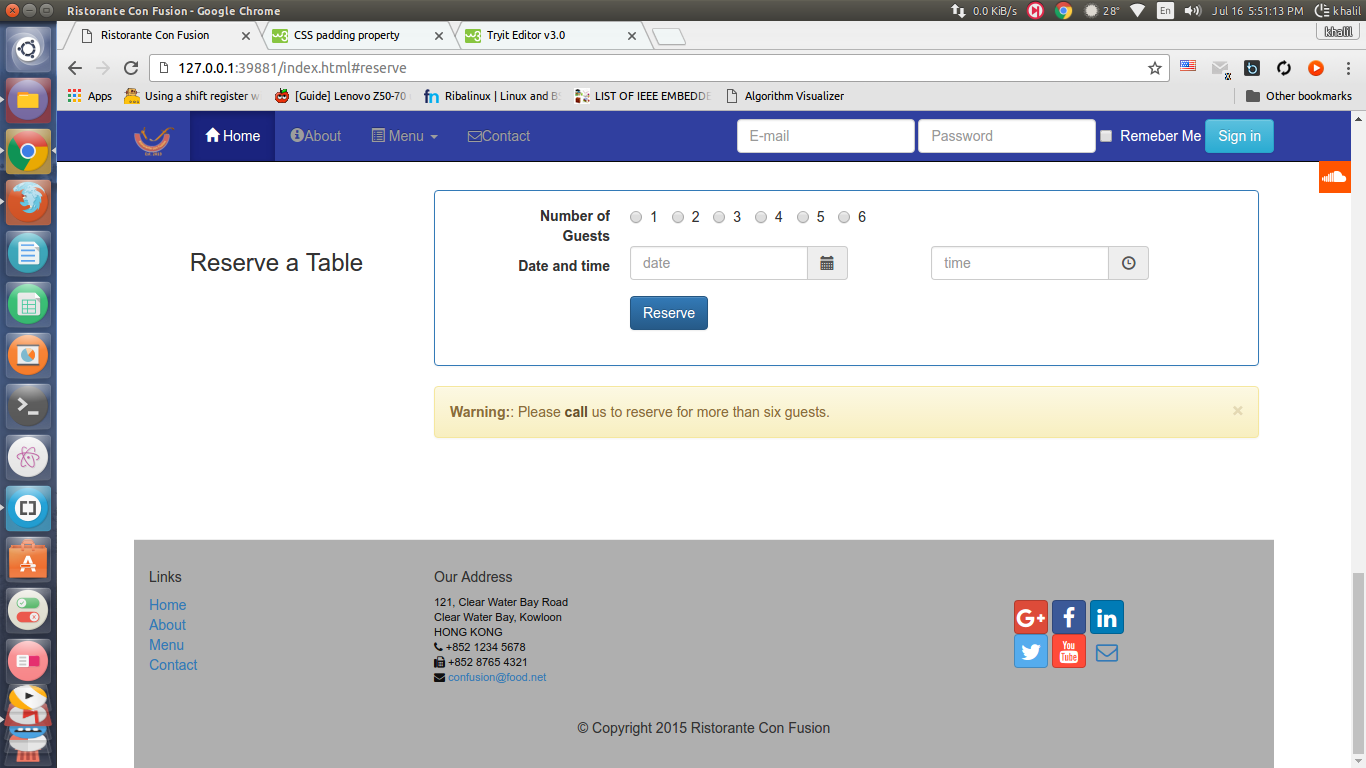 Ristorante Con Fusion - Google Chrome
0.0 KiB/s 28° En Jul 16 5:51:13 PM khalil
Ristorante Con Fusion CSS padding property Tryit Editor v3.0 khalil
127.0.0.1:39881/index.html#reserve
Apps Using a shift register w [Guide] Lenovo Z50-70 Ribalinux | Linux and BS LIST OF IEEE EMBEDDE Algorithm Visualizer Other bookmarks
Home About Menu Contact E-mail Password Remeber Me Sign in
Number of
Guests
1 2 3 4 5 6
Reserve a Table
Date and time date time
Reserve
Warning:: Please call us to reserve for more than six guests. ×
Links
Home
About
Menu
Contact
Our Address
121, Clear Water Bay Road
Clear Water Bay, Kowloon
HONG KONG
+852 1234 5678
+852 8765 4321
confusion@food.net
G+ f in
You
Tube
© Copyright 2015 Ristorante Con Fusion